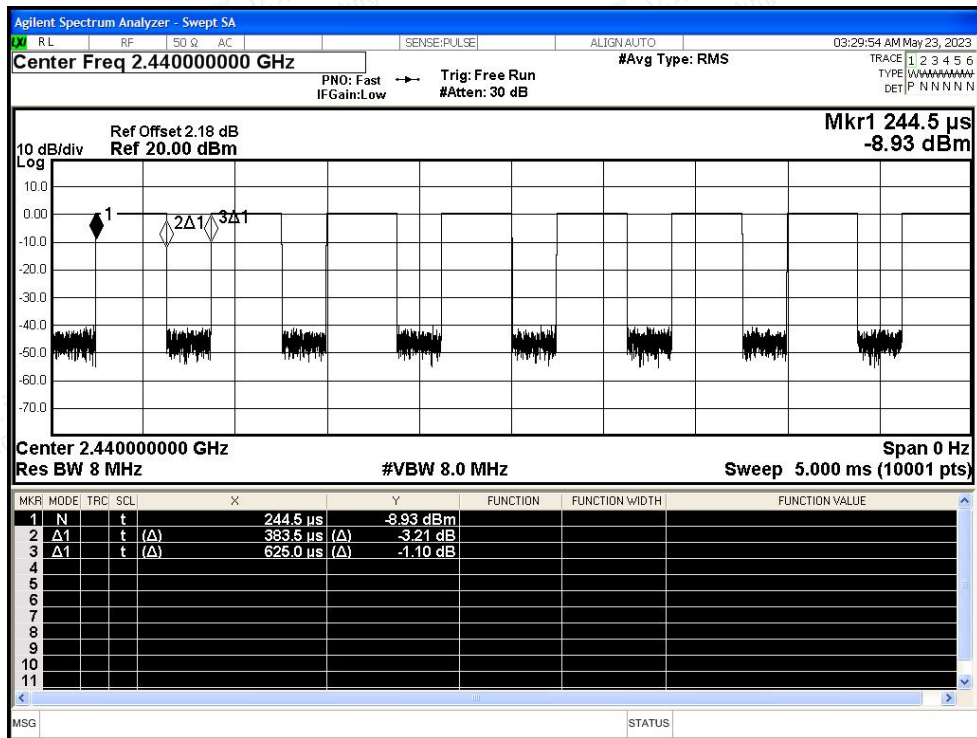 Agilent Spectrum Analyzer - Swept SA
LXI RL RF 50 Ω AC SENSE:PULSE ALIGN AUTO 03:29:54 AM May 23, 2023
Center Freq 2.440000000 GHz #Avg Type: RMS TRACE 1 2 3 4 5 6
PNO: Fast Trig: Free Run TYPE WWWWWW
IFGain:Low #Atten: 30 dB DET P N N N N N
Mkr1 244.5 µs
Ref Offset 2.18 dB
10 dB/div Ref 20.00 dBm -8.93 dBm
Log
10.0
0.00
1 2Δ1 3Δ1
-10.0
-20.0
-30.0
-40.0
-50.0
-60.0
-70.0
Center 2.440000000 GHz Span 0 Hz
Res BW 8 MHz #VBW 8.0 MHz Sweep 5.000 ms (10001 pts)
MKR MODE TRC SCL X Y FUNCTION FUNCTION WIDTH FUNCTION VALUE
1 N t 244.5 µs -8.93 dBm
2 Δ1 t (Δ) 383.5 µs (Δ) -3.21 dB
3 Δ1 t (Δ) 625.0 µs (Δ) -1.10 dB
4
5
6
7
8
9
10
11
MSG STATUS